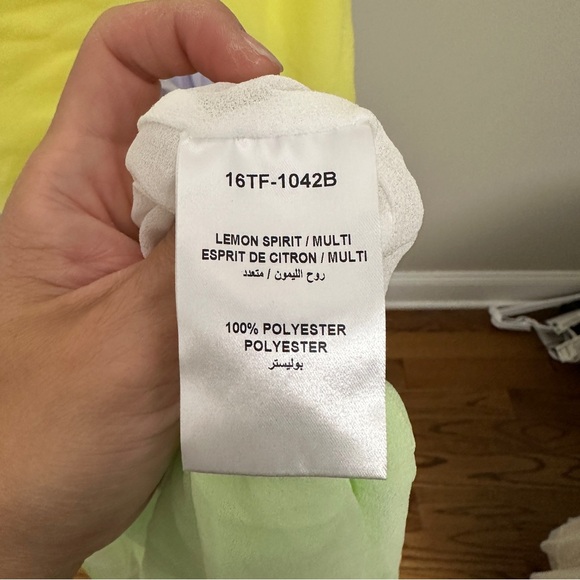 16TF-1042B
LEMON SPIRIT / MULTI
ESPRIT DE CITRON / MULTI
روح الليمون / متعدد
100% POLYESTER
POLYESTER
بوليستر